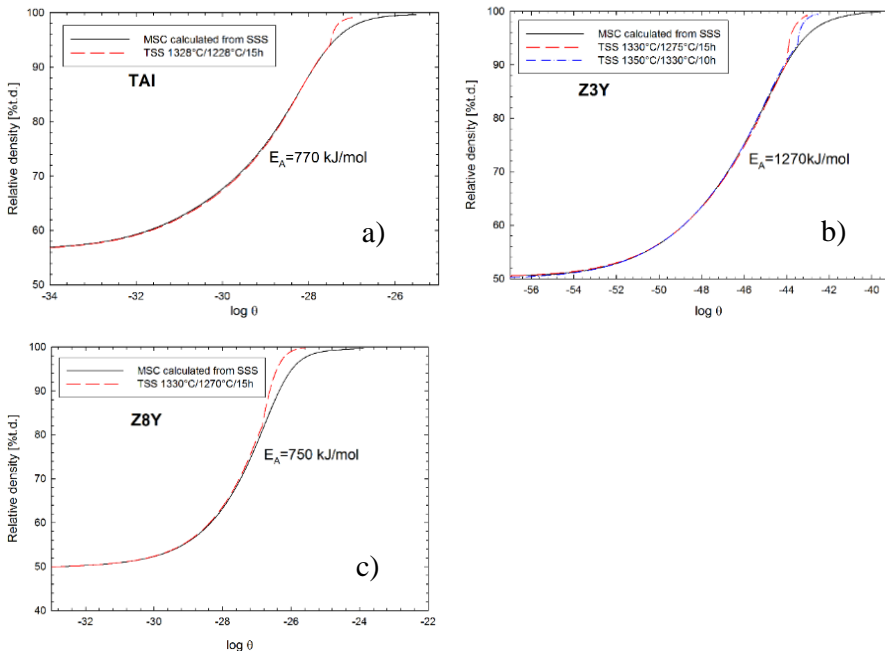 MSC calculated from SSS
TSS 1328°C/1228°C/15h
TAI
E_A=770 kJ/mol
a)
Relative density [%t.d.]
100
90
80
70
60
50
-34
-32
-30
-28
-26
log θ
MSC calculated from SSS
TSS 1330°C/1275°C/15h
TSS 1350°C/1330°C/10h
Z3Y
E_A=1270kJ/mol
b)
Relative density [%t.d.]
100
90
80
70
60
50
-56
-52
-50
-48
-46
-44
-42
-40
log θ
MSC calculated from SSS
TSS 1330°C/1270°C/15h
Z8Y
E_A=750 kJ/mol
c)
Relative density [%t.d.]
100
90
80
70
60
50
40
-32
-30
-28
-26
-24
-22
log θ